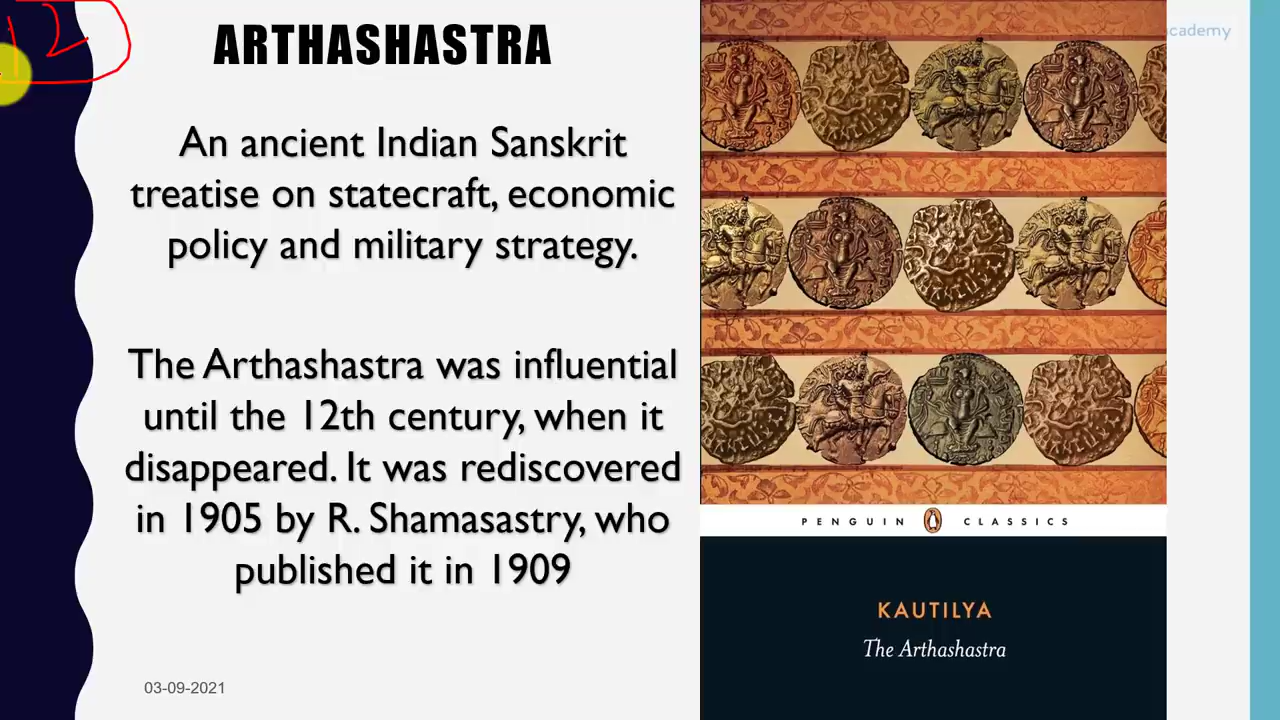 12
ARTHASHASTRA
academy
An ancient Indian Sanskrit
treatise on statecraft, economic
policy and military strategy.
The Arthashastra was influential
until the 12th century, when it
disappeared. It was rediscovered
in 1905 by R. Shamasastry, who
published it in 1909
03-09-2021
PENGUIN CLASSICS
KAUTILYA
The Arthashastra